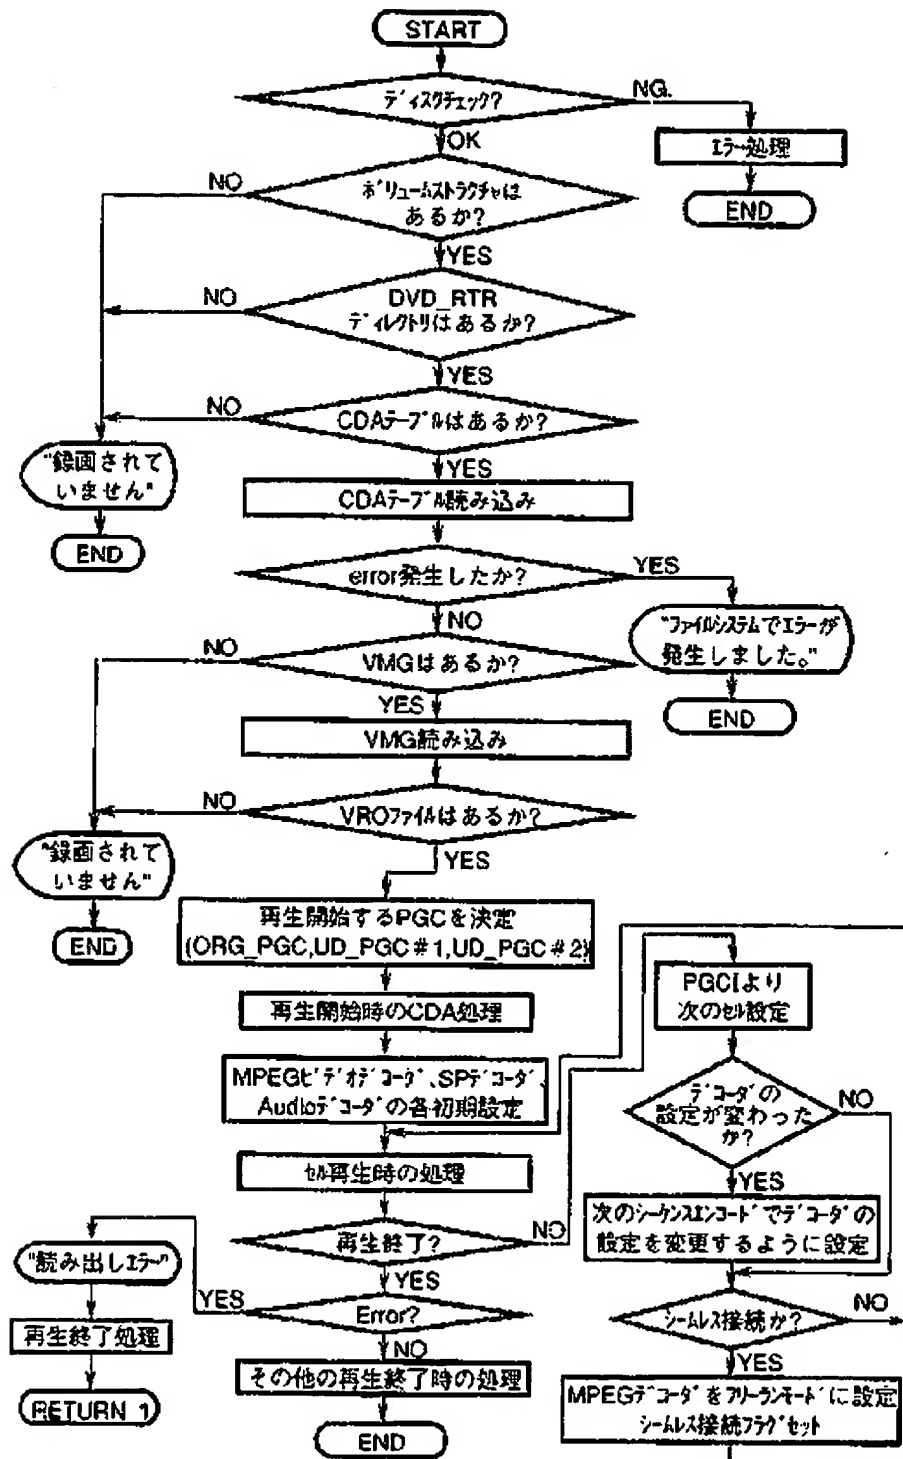 START
ディスクチェック?
NG.
OK
エラー処理
END
ボリュームストラクチャは
あるか?
NO
YES
DVD_RTR
ディレクトリはあるか?
NO
YES
CDAテーブルはあるか?
NO
YES
"録画されて
いません"
END
CDAテーブル読み込み
error発生したか?
YES
NO
"ファイルシステムでエラーが
発生しました。"
END
VMGはあるか?
NO
YES
VMG読み込み
VROファイルはあるか?
NO
YES
"録画されて
いません"
END
再生開始するPGCを決定
(ORG_PGC,UD_PGC#1,UD_PGC#2)
再生開始時のCDA処理
MPEGビデオデコーダ、SPデコーダ、
Audioデコーダの各初期設定
セル再生時の処理
再生終了?
NO
YES
Error?
YES
NO
"読み出しエラー"
再生終了処理
RETURN 1
その他の再生終了時の処理
END
PGCIより
次のセル設定
デコーダの
設定が変わった
か?
NO
YES
次のシーケンスエンコードでデコーダの
設定を変更するように設定
シームレス接続か?
NO
YES
MPEGデコーダをフリーランモードに設定
シームレス接続フラグセット